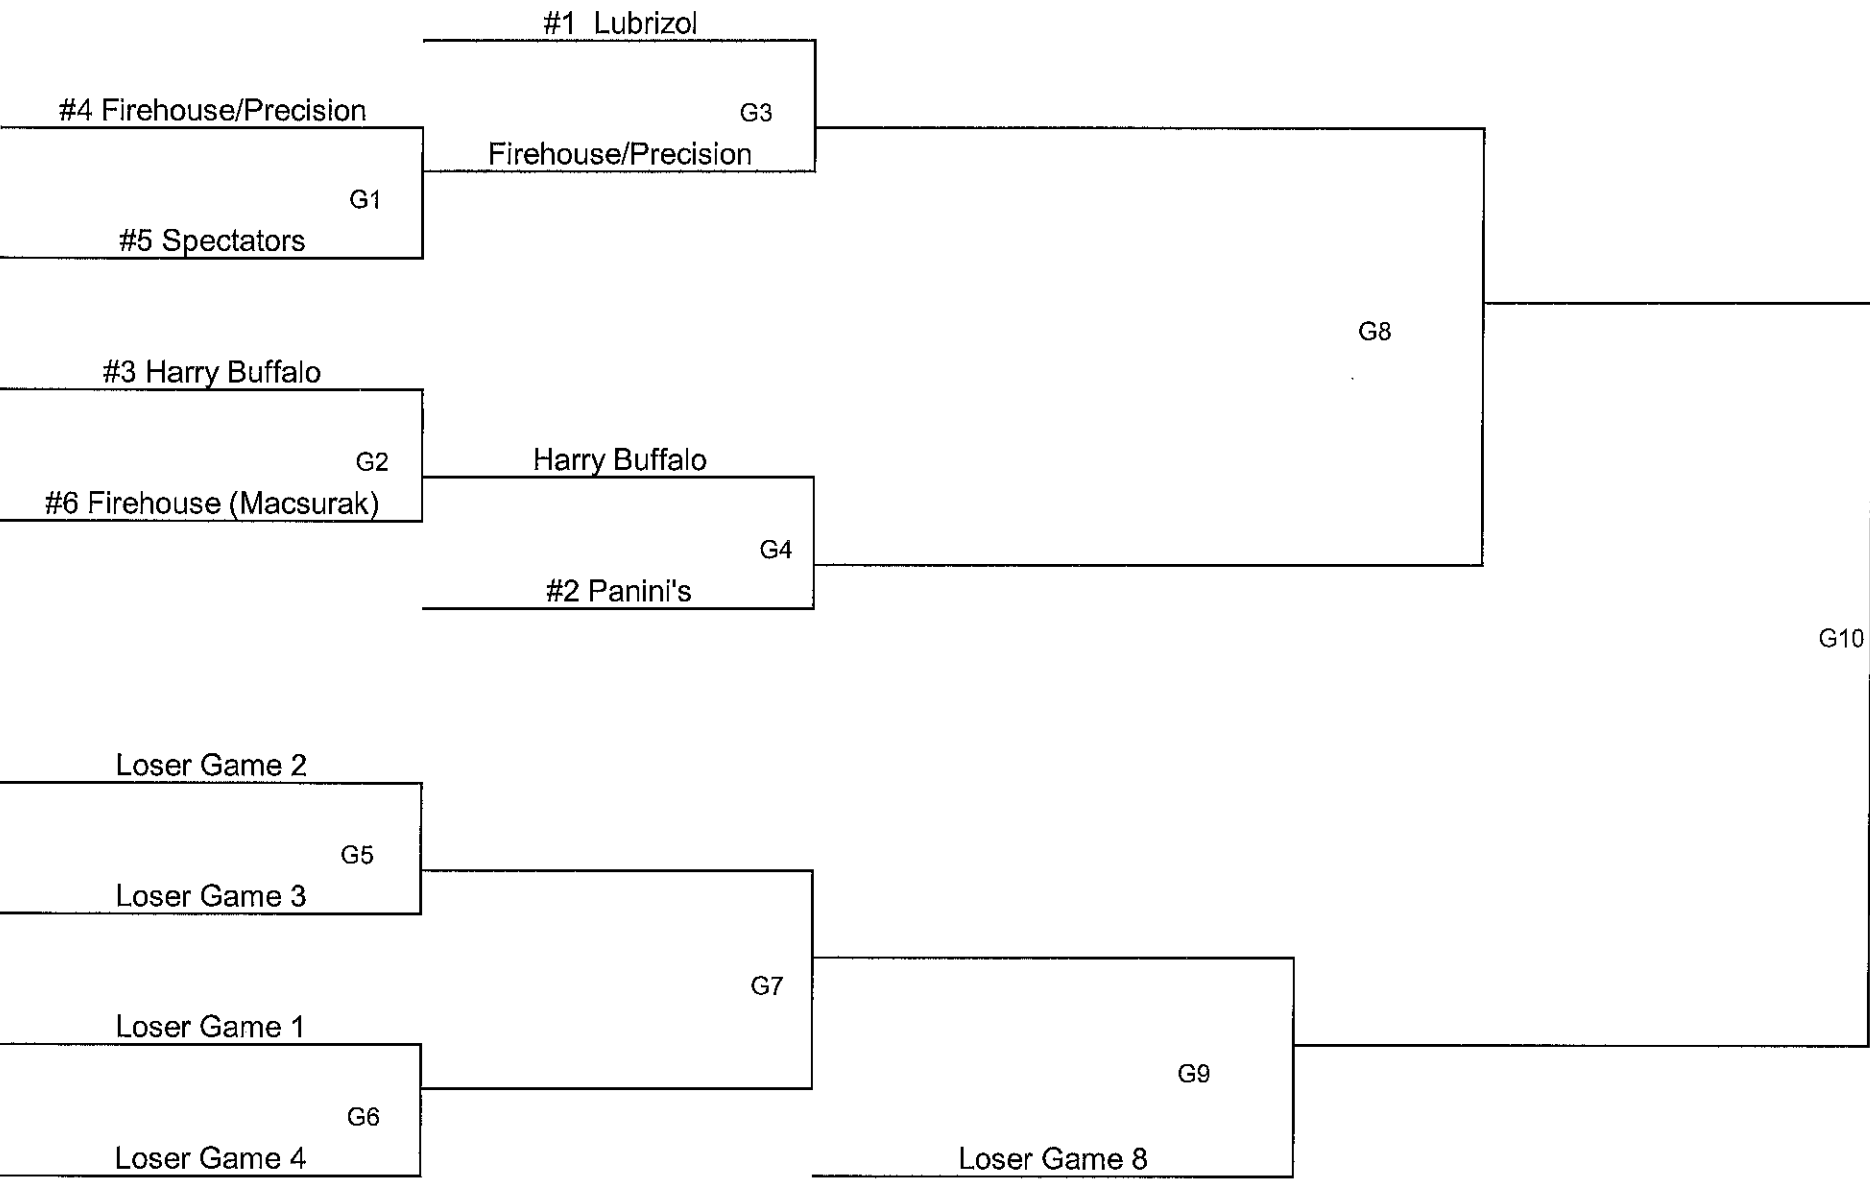 #1 Lubrizol
#4 Firehouse/Precision
G3
Firehouse/Precision
G1
#5 Spectators
G8
#3 Harry Buffalo
Harry Buffalo
G2
#6 Firehouse (Macsurak)
G4
#2 Panini's
G10
Loser Game 2
G5
Loser Game 3
G7
Loser Game 1
G9
G6
Loser Game 4
Loser Game 8